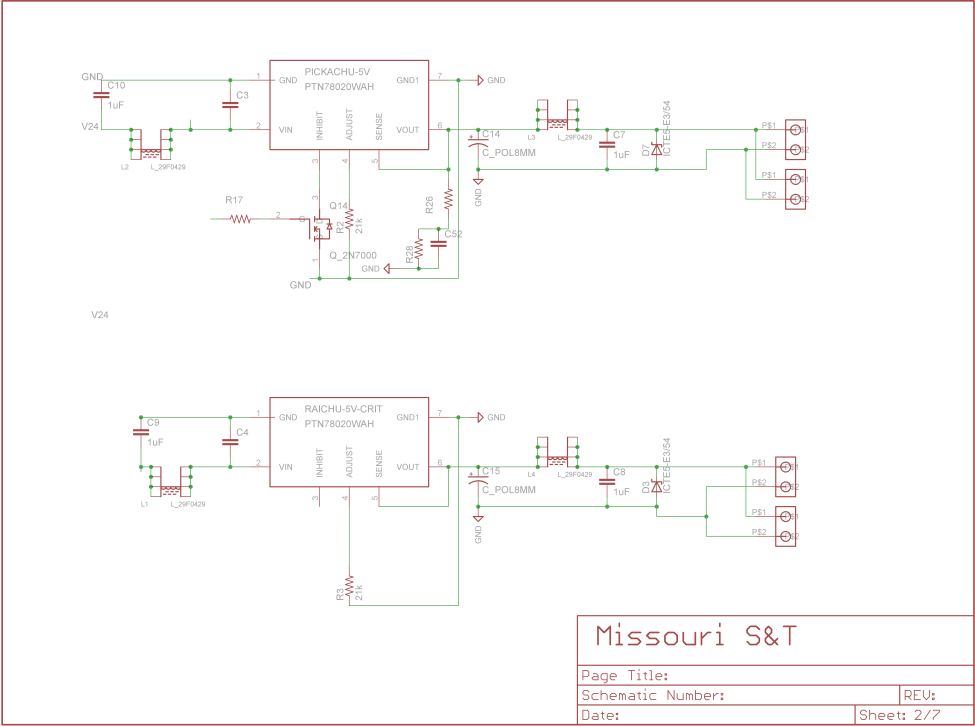 GND
C10
1uF
V24
L2
L_29F0429
C3
1
2
GND
VIN
PICKACHU-5V
PTN78020WAH
INHIBIT
ADJUST
SENSE
GND1
VOUT
7
6
3
4
5
GND
C14
C_POL8MM
GND
L3
L_29F0429
C7
1uF
D7
ICTE5-E3/54
P$1
P$2
P$1
P$2
R17
2
G
3
Q14
D
S
1
Q_2N7000
R2
21k
R26
R28
C52
GND
GND
V24
C9
1uF
L1
L_29F0429
C4
1
2
GND
VIN
RAICHU-5V-CRIT
PTN78020WAH
INHIBIT
ADJUST
SENSE
GND1
VOUT
7
6
3
4
5
GND
C15
C_POL8MM
GND
L4
L_29F0429
C8
1uF
D3
ICTE5-E3/54
P$1
P$2
P$1
P$2
R3
21k
Missouri S&T
Page Title:
Schematic Number:
REV:
Date:
Sheet: 2/7